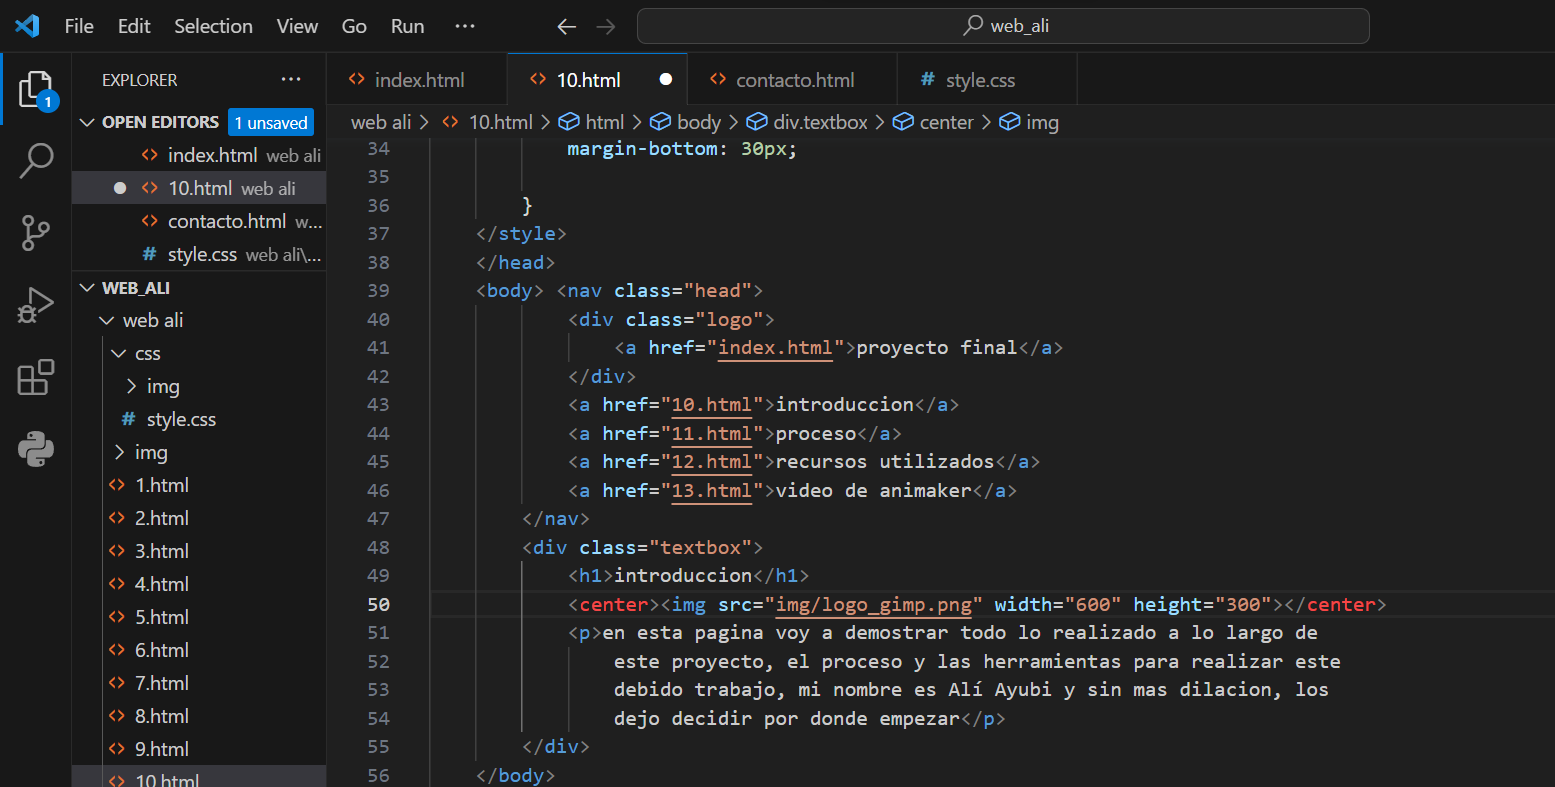 File Edit Selection View Go Run ··· ← → web_ali
EXPLORER ···
1
OPEN EDITORS 1 unsaved
index.html web ali
10.html web ali
contacto.html w...
style.css web ali\...
WEB_ALI
web ali
css
img
# style.css
img
1.html
2.html
3.html
4.html
5.html
6.html
7.html
8.html
9.html
10.html
index.html 10.html ● contacto.html # style.css
web ali > 10.html > html > body > div.textbox > center > img
34 margin-bottom: 30px;
35
36 }
37 </style>
38 </head>
39 <body> <nav class="head">
40 <div class="logo">
41 <a href="index.html">proyecto final</a>
42 </div>
43 <a href="10.html">introduccion</a>
44 <a href="11.html">proceso</a>
45 <a href="12.html">recursos utilizados</a>
46 <a href="13.html">video de animaker</a>
47 </nav>
48 <div class="textbox">
49 <h1>introduccion</h1>
50 <center><img src="img/logo_gimp.png" width="600" height="300"></center>
51 <p>en esta pagina voy a demostrar todo lo realizado a lo largo de
52 este proyecto, el proceso y las herramientas para realizar este
53 debido trabajo, mi nombre es Alí Ayubi y sin mas dilacion, los
54 dejo decidir por donde empezar</p>
55 </div>
56 </body>